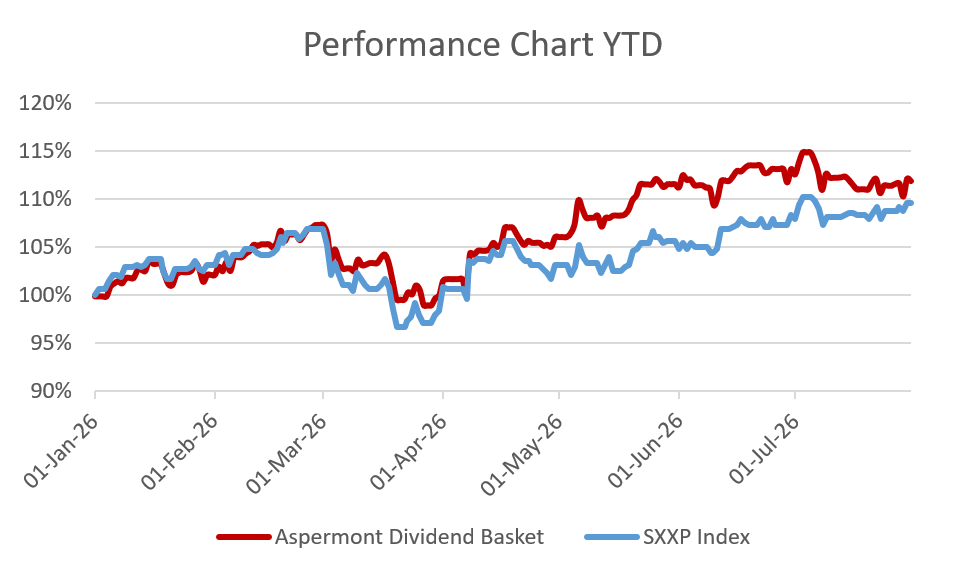 Performance Chart YTD
120%
115%
110%
105%
100%
95%
90%
01-Jan-26
01-Feb-26
01-Mar-26
01-Apr-26
01-May-26
01-Jun-26
01-Jul-26
Aspermont Dividend Basket
SXXP Index